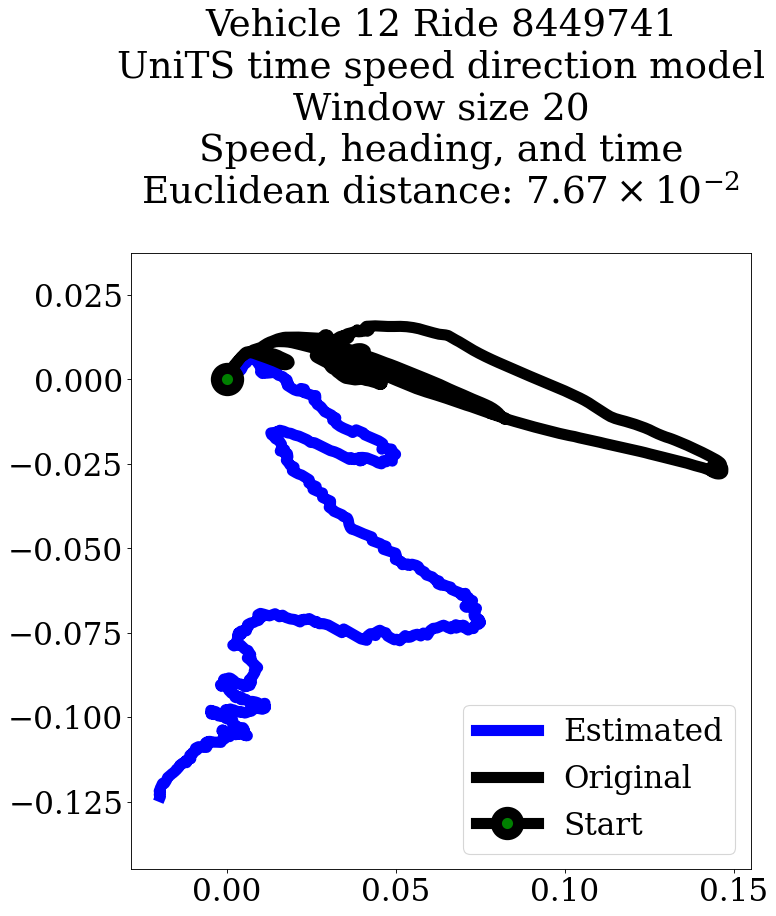 Vehicle 12 Ride 8449741
UniTS time speed direction model
Window size 20
Speed, heading, and time
Euclidean distance: $7.67 \times 10^{-2}$
0.025
0.000
−0.025
−0.050
−0.075
−0.100
−0.125
Estimated
Original
Start
0.00 0.05 0.10 0.15